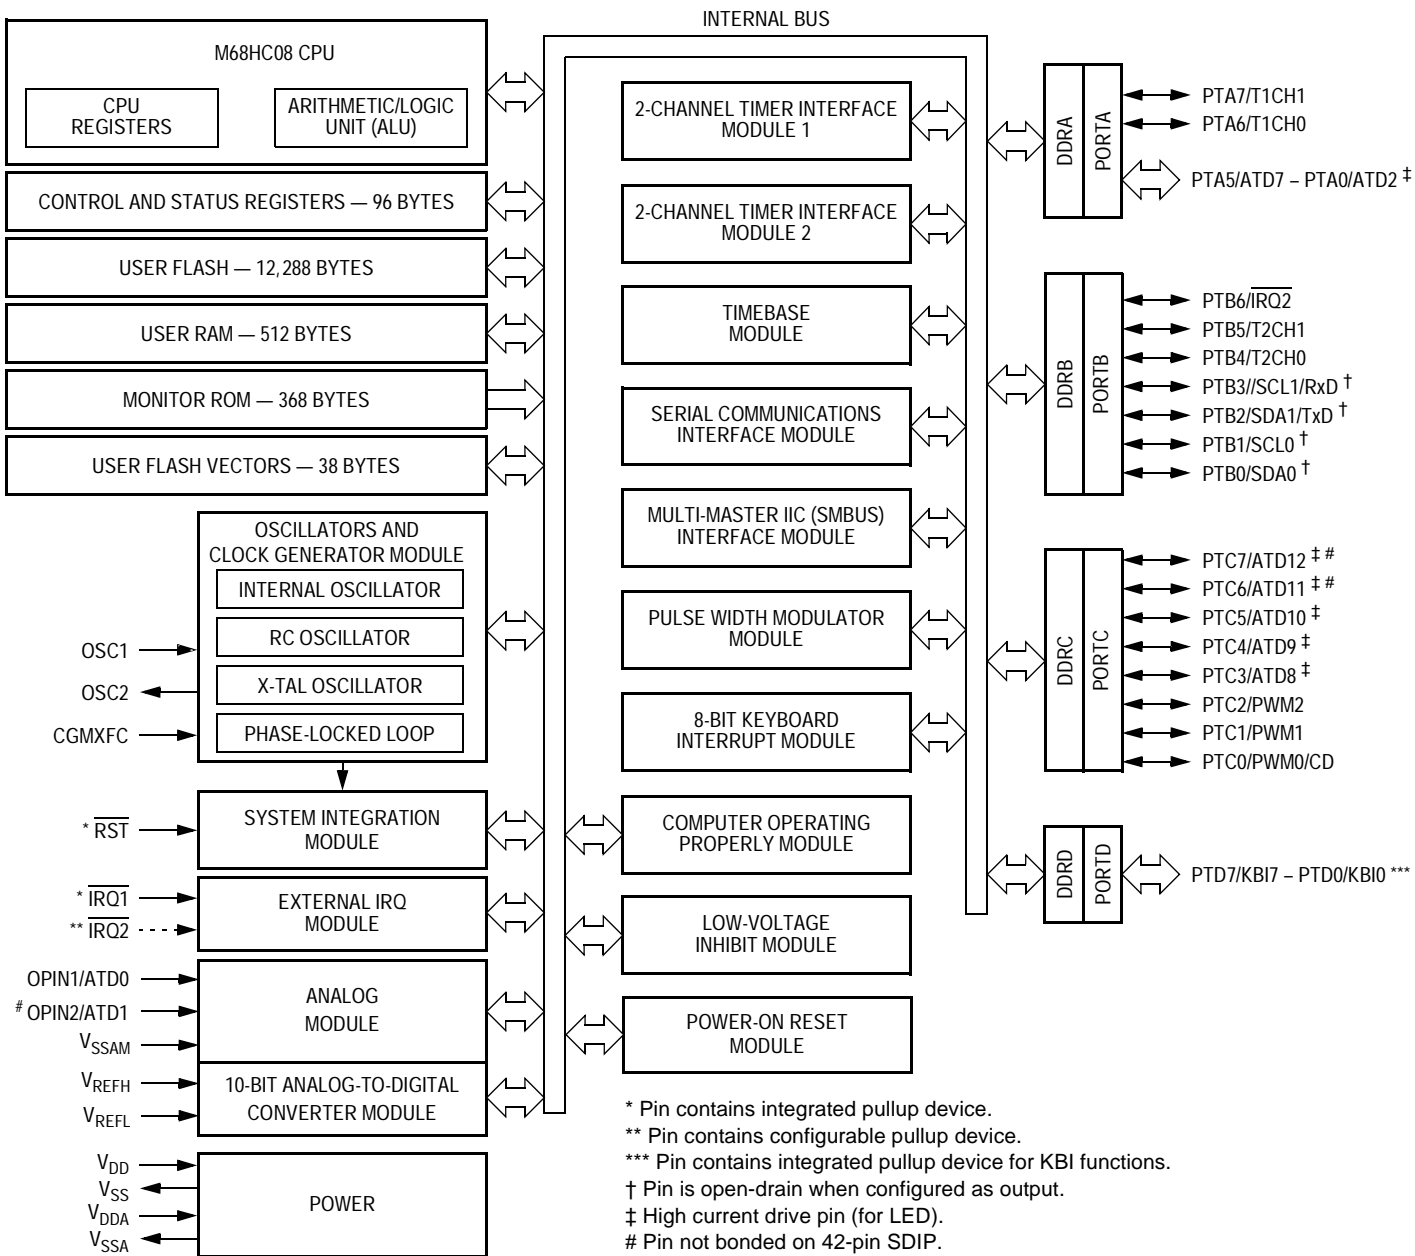 INTERNAL BUS
M68HC08 CPU
CPU
REGISTERS
ARITHMETIC/LOGIC
UNIT (ALU)
CONTROL AND STATUS REGISTERS — 96 BYTES
USER FLASH — 12,288 BYTES
USER RAM — 512 BYTES
MONITOR ROM — 368 BYTES
USER FLASH VECTORS — 38 BYTES
OSCILLATORS AND
CLOCK GENERATOR MODULE
INTERNAL OSCILLATOR
RC OSCILLATOR
X-TAL OSCILLATOR
PHASE-LOCKED LOOP
OSC1
OSC2
CGMXFC
SYSTEM INTEGRATION
MODULE
* RST
EXTERNAL IRQ
MODULE
* IRQ1
** IRQ2
ANALOG
MODULE
OPIN1/ATD0
# OPIN2/ATD1
VSSAM
10-BIT ANALOG-TO-DIGITAL
CONVERTER MODULE
VREFH
VREFL
POWER
VDD
VSS
VDDA
VSSA
2-CHANNEL TIMER INTERFACE
MODULE 1
2-CHANNEL TIMER INTERFACE
MODULE 2
TIMEBASE
MODULE
SERIAL COMMUNICATIONS
INTERFACE MODULE
MULTI-MASTER IIC (SMBUS)
INTERFACE MODULE
PULSE WIDTH MODULATOR
MODULE
8-BIT KEYBOARD
INTERRUPT MODULE
COMPUTER OPERATING
PROPERLY MODULE
LOW-VOLTAGE
INHIBIT MODULE
POWER-ON RESET
MODULE
DDRA
PORTA
PTA7/T1CH1
PTA6/T1CH0
PTA5/ATD7 – PTA0/ATD2 ‡
DDRB
PORTB
PTB6/IRQ2
PTB5/T2CH1
PTB4/T2CH0
PTB3//SCL1/RxD †
PTB2/SDA1/TxD †
PTB1/SCL0 †
PTB0/SDA0 †
DDRC
PORTC
PTC7/ATD12 ‡ #
PTC6/ATD11 ‡ #
PTC5/ATD10 ‡
PTC4/ATD9 ‡
PTC3/ATD8 ‡
PTC2/PWM2
PTC1/PWM1
PTC0/PWM0/CD
DDRD
PORTD
PTD7/KBI7 – PTD0/KBI0 ***
* Pin contains integrated pullup device.
** Pin contains configurable pullup device.
*** Pin contains integrated pullup device for KBI functions.
† Pin is open-drain when configured as output.
‡ High current drive pin (for LED).
# Pin not bonded on 42-pin SDIP.